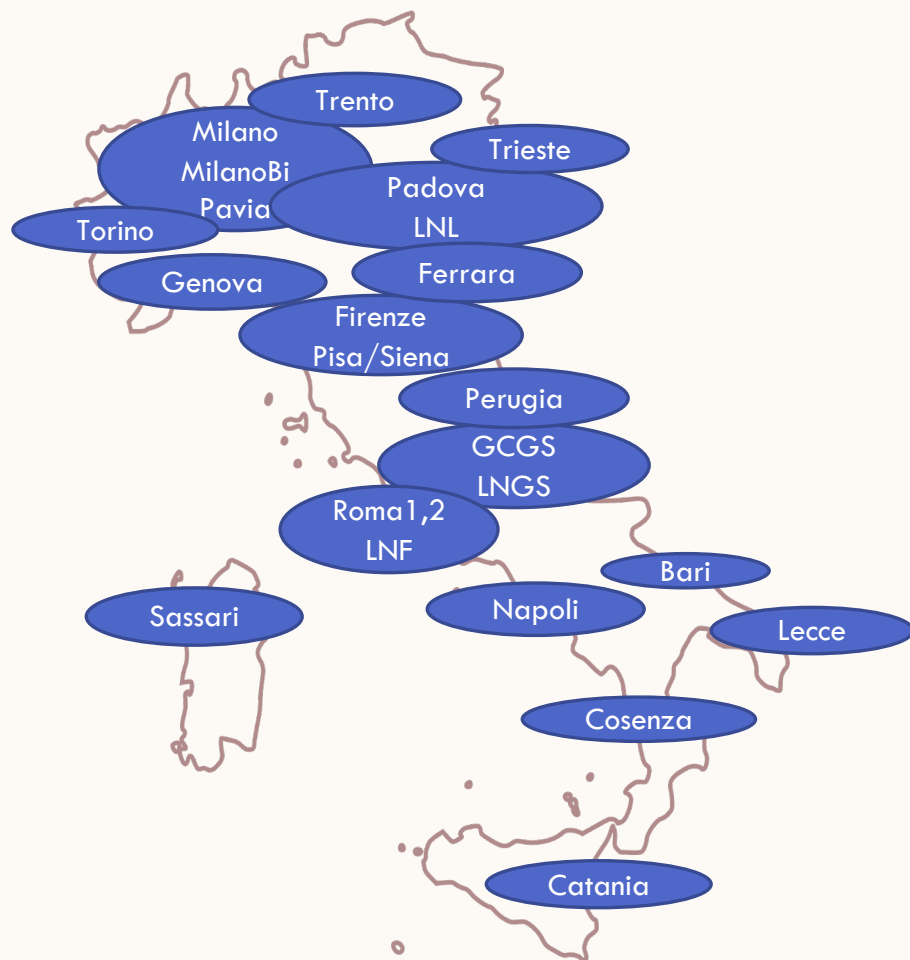 Trento
Milano
MilanoBi
Pavia
Trieste
Padova
LNL
Torino
Genova
Ferrara
Firenze
Pisa/Siena
Perugia
GCGS
LNGS
Roma1,2
LNF
Bari
Sassari
Napoli
Lecce
Cosenza
Catania